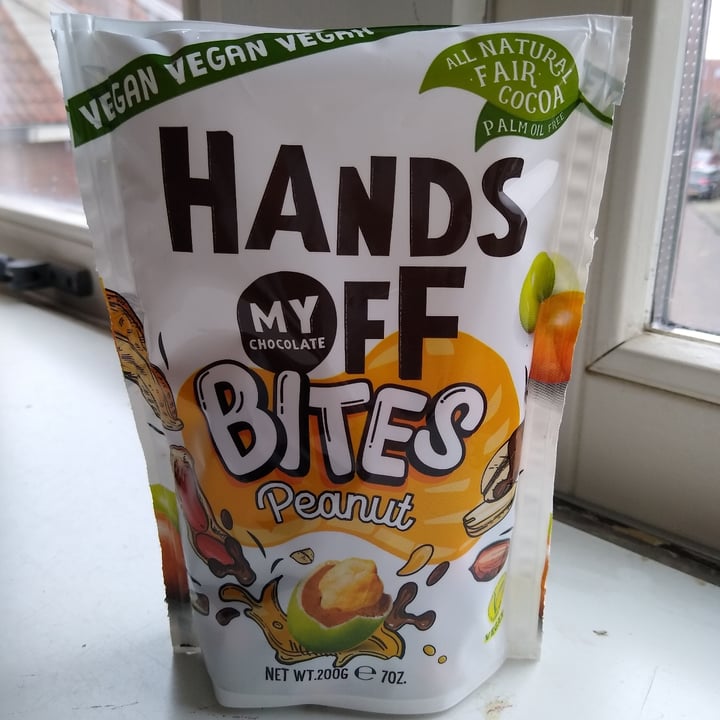 VEGAN VEGAN VEGAN
ALL NATURAL
FAIR
COCOA
PALM OIL FREE
HANDS
OFF
MY
CHOCOLATE
BITES
Peanut
NET WT.200G ℮ 7OZ.